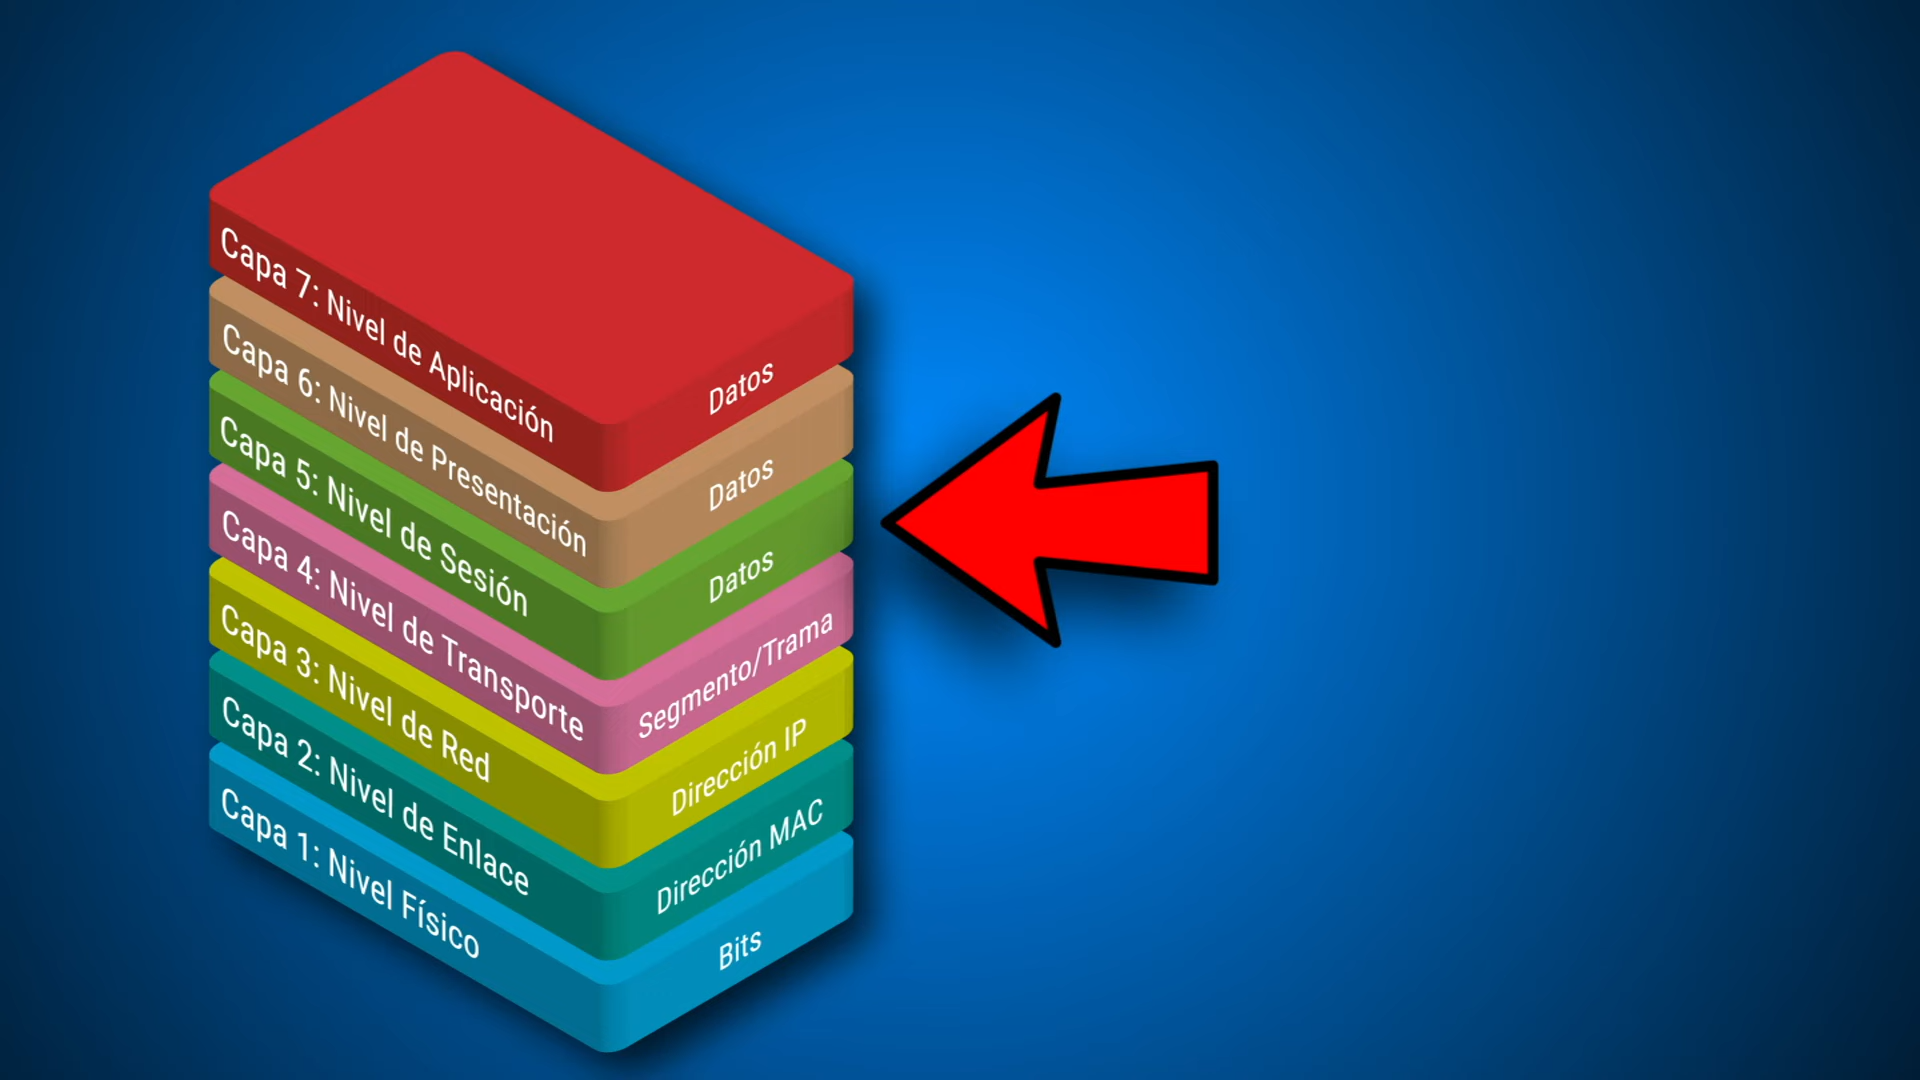 Capa 7: Nivel de Aplicación
Datos
Capa 6: Nivel de Presentación
Datos
Capa 5: Nivel de Sesión
Datos
Capa 4: Nivel de Transporte
Segmento/Trama
Capa 3: Nivel de Red
Dirección IP
Capa 2: Nivel de Enlace
Dirección MAC
Capa 1: Nivel Físico
Bits